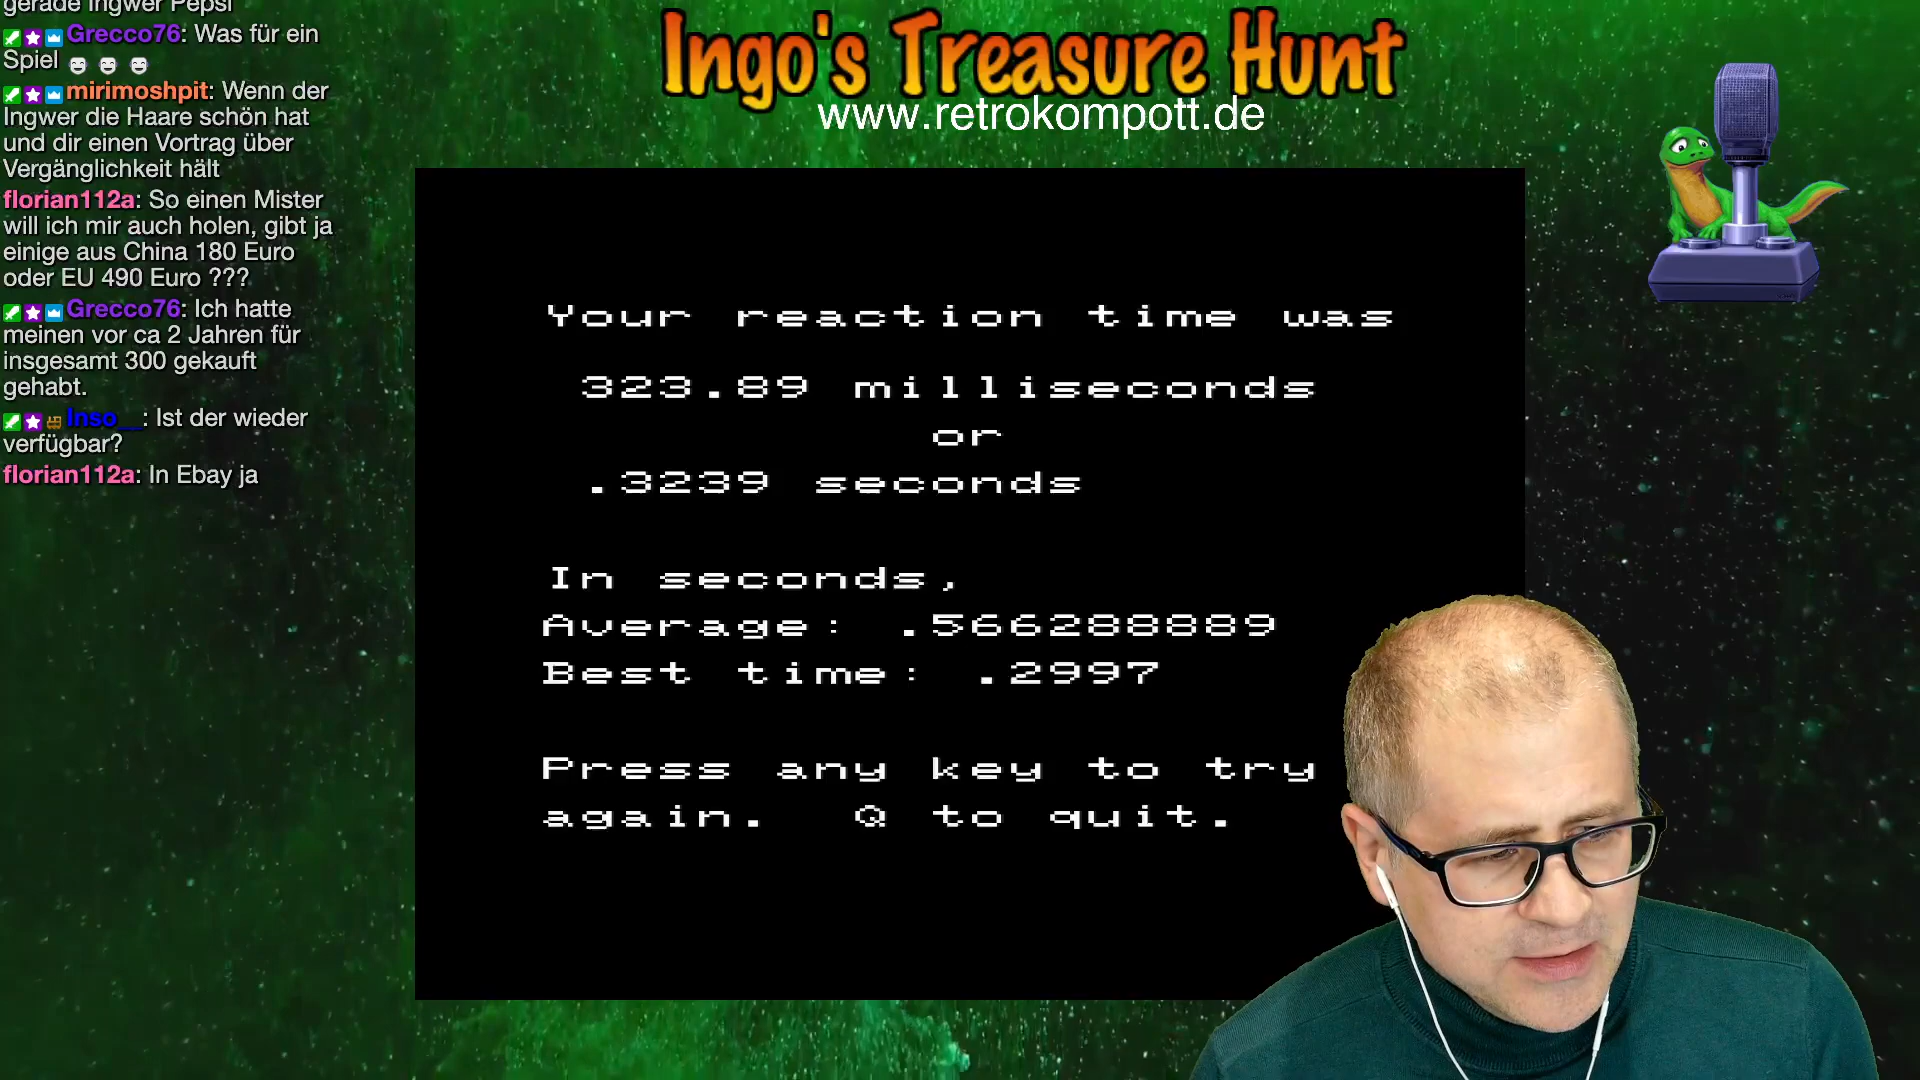 gerade Ingwer Pepsi
Grecco76: Was für ein
Spiel
mirimoshpit: Wenn der
Ingwer die Haare schön hat
und dir einen Vortrag über
Vergänglichkeit hält
florian112a: So einen Mister
will ich mir auch holen, gibt ja
einige aus China 180 Euro
oder EU 490 Euro ???
Grecco76: Ich hatte
meinen vor ca 2 Jahren für
insgesamt 300 gekauft
gehabt.
Inso__: Ist der wieder
verfügbar?
florian112a: In Ebay ja
Ingo's Treasure Hunt
www.retrokompott.de
Your reaction time was
323.89 milliseconds
or
.3239 seconds
In seconds,
Average: .566288889
Best time: .2997
Press any key to try
again. Q to quit.